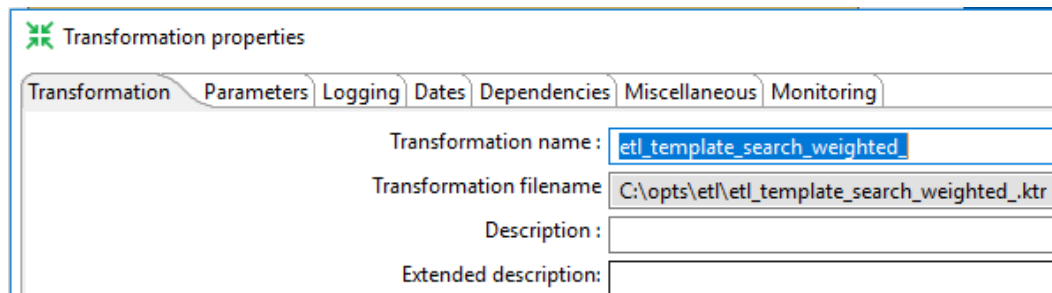 Transformation properties
Transformation Parameters Logging Dates Dependencies Miscellaneous Monitoring
Transformation name : etl_template_search_weighted_
Transformation filename C:\opts\etl\etl_template_search_weighted_.ktr
Description :
Extended description: